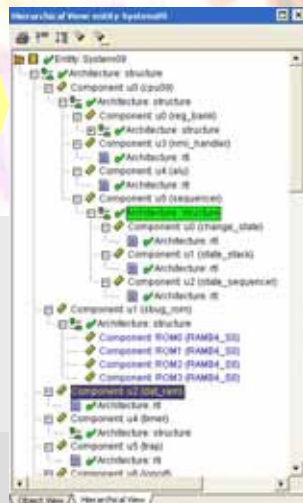 Hierarchical View entity System09
Entity: System09
Architecture: structure
Component u0 (cpu09)
Architecture: structure
Component u0 (reg_bank)
Architecture: structure
Component u3 (nmi_handler)
Architecture: rtl
Component u4 (alu)
Architecture: rtl
Component u5 (sequencer)
Architecture: structure
Component u0 (change_state)
Architecture: rtl
Component u1 (state_stack)
Architecture: rtl
Component u2 (state_sequencer)
Architecture: rtl
Component u1 (sbug_rom)
Architecture: structure
Component: ROM0 (RAMB4_S8)
Component: ROM1 (RAMB4_S8)
Component: ROM2 (RAMB4_S8)
Component: ROM3 (RAMB4_S8)
Component u2 (dat_ram)
Architecture: rtl
Component u4 (timer)
Architecture: structure
Component u5 (trap)
Architecture: rtl
Component u6 (ioport)
Object View Hierarchical View